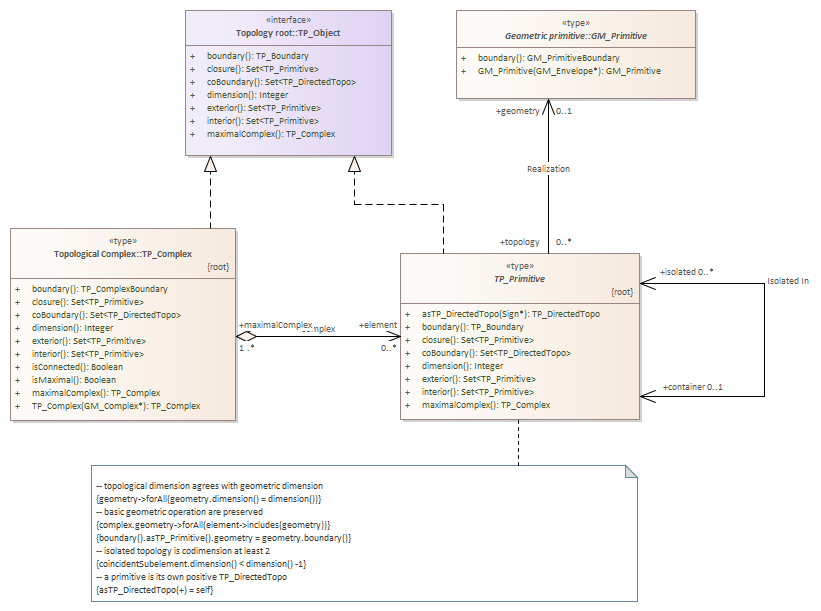 «interface»
Topology root::TP_Object
+ boundary(): TP_Boundary
+ closure(): Set<TP_Primitive>
+ coBoundary(): Set<TP_DirectedTopo>
+ dimension(): Integer
+ exterior(): Set<TP_Primitive>
+ interior(): Set<TP_Primitive>
+ maximalComplex(): TP_Complex
«type»
Geometric primitive::GM_Primitive
+ boundary(): GM_PrimitiveBoundary
+ GM_Primitive(GM_Envelope*): GM_Primitive
+geometry 0..1
Realization
+topology 0..*
«type»
Topological Complex::TP_Complex
{root}
+ boundary(): TP_ComplexBoundary
+ closure(): Set<TP_Primitive>
+ coBoundary(): Set<TP_DirectedTopo>
+ dimension(): Integer
+ exterior(): Set<TP_Primitive>
+ interior(): Set<TP_Primitive>
+ isConnected(): Boolean
+ isMaximal(): Boolean
+ maximalComplex(): TP_Complex
+ TP_Complex(GM_Complex*): TP_Complex
+maximalComplex
1..*
+element
0..*
«type»
TP_Primitive
{root}
+ asTP_DirectedTopo(Sign*): TP_DirectedTopo
+ boundary(): TP_Boundary
+ closure(): Set<TP_Primitive>
+ coBoundary(): Set<TP_DirectedTopo>
+ dimension(): Integer
+ exterior(): Set<TP_Primitive>
+ interior(): Set<TP_Primitive>
+ maximalComplex(): TP_Complex
+isolated 0..*
Isolated In
+container 0..1
-- topological dimension agrees with geometric dimension
{geometry->forAll(geometry.dimension() = dimension())}
-- basic geometric operation are preserved
{complex.geometry->forAll(element->includes(geometry))}
{boundary().asTP_Primitive().geometry = geometry.boundary()}
-- isolated topology is codimension at least 2
{coincidentSubelement.dimension() < dimension() -1}
-- a primitive is its own positive TP_DirectedTopo
{asTP_DirectedTopo(+) = self}